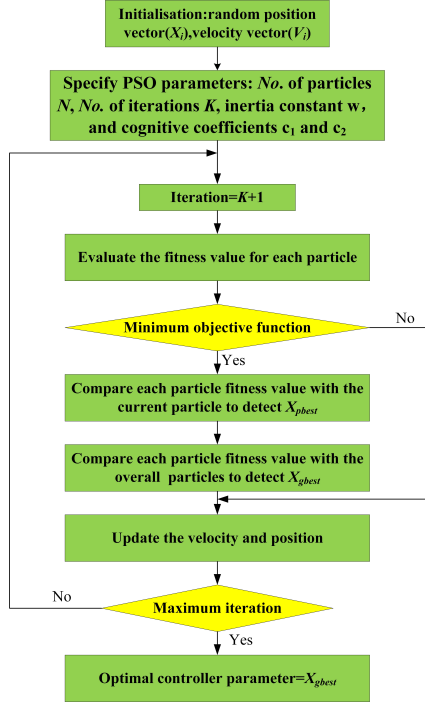 Initialisation:random position
vector(Xi),velocity vector(Vi)
Specify PSO parameters: No. of particles
N, No. of iterations K, inertia constant w，
and cognitive coefficients c1 and c2
Iteration=K+1
Evaluate the fitness value for each particle
Minimum objective function
No
Yes
Compare each particle fitness value with the
current particle to detect Xpbest
Compare each particle fitness value with the
overall particles to detect Xgbest
Update the velocity and position
No
Maximum iteration
Yes
Optimal controller parameter=Xgbest